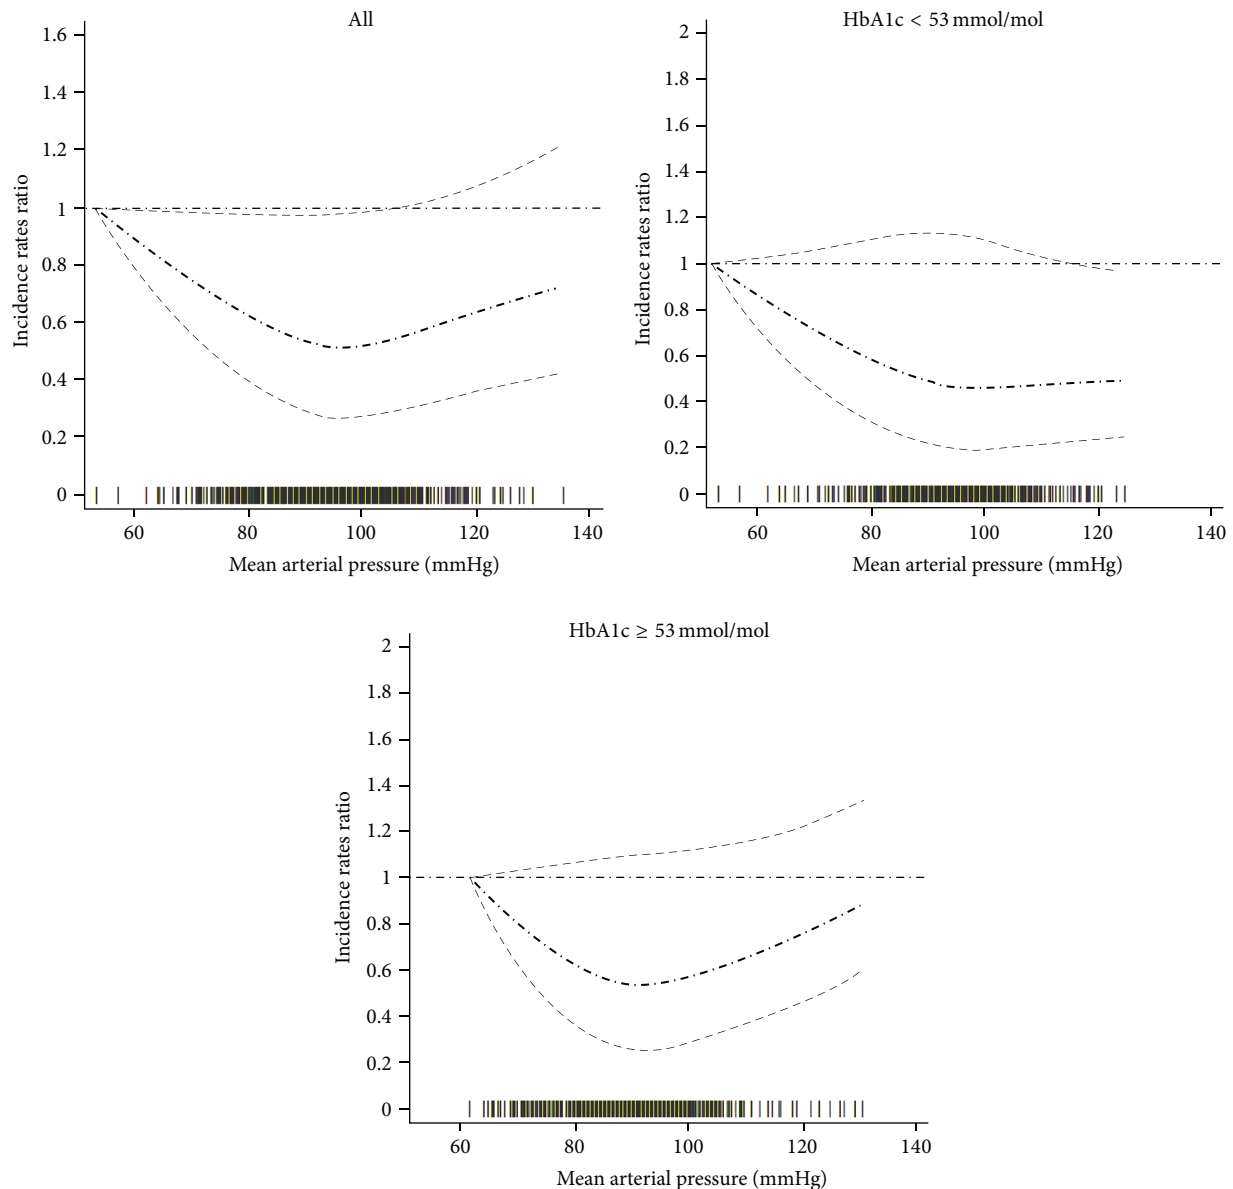 All
Incidence rates ratio
1.6
1.4
1.2
1
0.8
0.6
0.4
0.2
0
60 80 100 120 140
Mean arterial pressure (mmHg)
HbA1c < 53 mmol/mol
Incidence rates ratio
2
1.8
1.6
1.4
1.2
1
0.8
0.6
0.4
0.2
0
60 80 100 120 140
Mean arterial pressure (mmHg)
HbA1c ≥ 53 mmol/mol
Incidence rates ratio
2
1.8
1.6
1.4
1.2
1
0.8
0.6
0.4
0.2
0
60 80 100 120 140
Mean arterial pressure (mmHg)